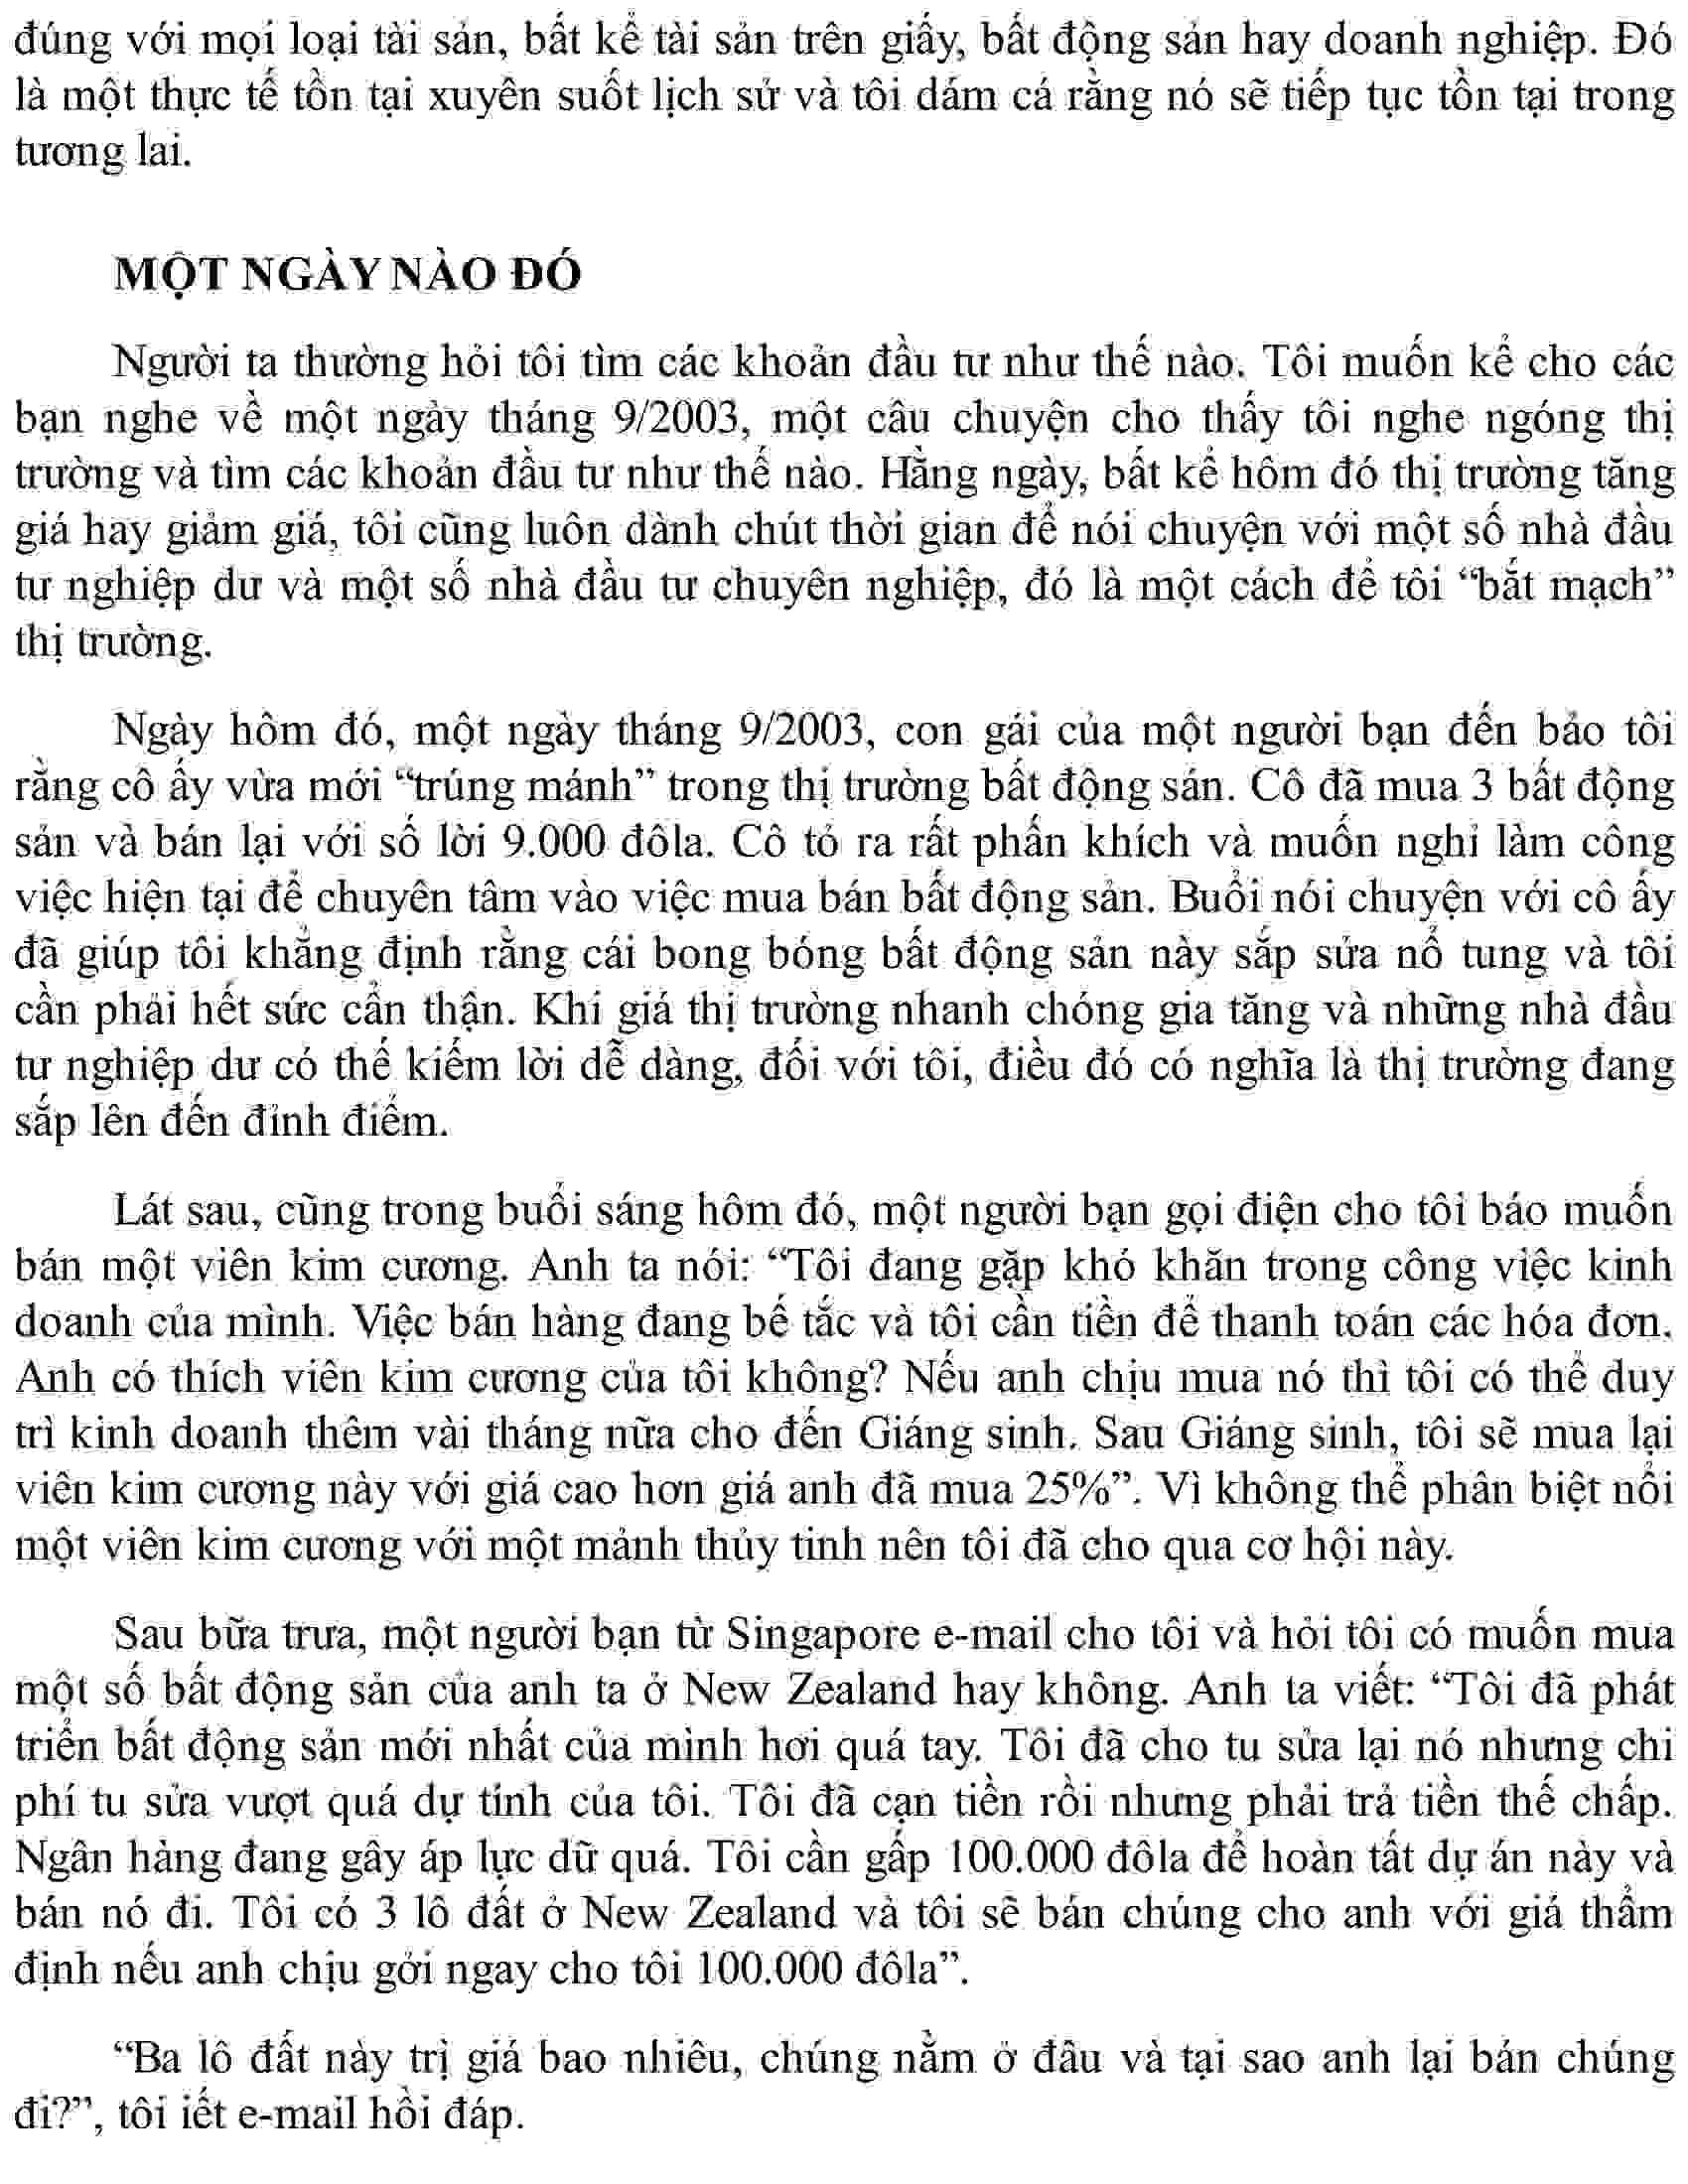 đúng với mọi loại tài sản, bất kể tài sản trên giấy, bất động sản hay doanh nghiệp. Đó
là một thực tế tồn tại xuyên suốt lịch sử và tôi dám cá rằng nó sẽ tiếp tục tồn tại trong
tương lai.
MỘT NGÀY NÀO ĐÓ
Người ta thường hỏi tôi tìm các khoản đầu tư như thế nào. Tôi muốn kể cho các
bạn nghe về một ngày tháng 9/2003, một câu chuyện cho thấy tôi nghe ngóng thị
trường và tìm các khoản đầu tư như thế nào. Hằng ngày, bất kể hôm đó thị trường tăng
giá hay giảm giá, tôi cũng luôn dành chút thời gian để nói chuyện với một số nhà đầu
tư nghiệp dư và một số nhà đầu tư chuyên nghiệp, đó là một cách để tôi “bắt mạch”
thị trường.
Ngày hôm đó, một ngày tháng 9/2003, con gái của một người bạn đến bảo tôi
rằng cô ấy vừa mới “trúng mánh” trong thị trường bất động sản. Cô đã mua 3 bất động
sản và bán lại với số lời 9.000 đôla. Cô tỏ ra rất phấn khích và muốn nghỉ làm công
việc hiện tại để chuyên tâm vào việc mua bán bất động sản. Buổi nói chuyện với cô ấy
đã giúp tôi khẳng định rằng cái bong bóng bất động sản này sắp sửa nổ tung và tôi
cần phải hết sức cẩn thận. Khi giá thị trường nhanh chóng gia tăng và những nhà đầu
tư nghiệp dư có thể kiếm lời dễ dàng, đối với tôi, điều đó có nghĩa là thị trường đang
sắp lên đến đỉnh điểm.
Lát sau, cũng trong buổi sáng hôm đó, một người bạn gọi điện cho tôi báo muốn
bán một viên kim cương. Anh ta nói: “Tôi đang gặp khó khăn trong công việc kinh
doanh của mình. Việc bán hàng đang bế tắc và tôi cần tiền để thanh toán các hóa đơn.
Anh có thích viên kim cương của tôi không? Nếu anh chịu mua nó thì tôi có thể duy
trì kinh doanh thêm vài tháng nữa cho đến Giáng sinh. Sau Giáng sinh, tôi sẽ mua lại
viên kim cương này với giá cao hơn giá anh đã mua 25%”. Vì không thể phân biệt nổi
một viên kim cương với một mảnh thủy tinh nên tôi đã cho qua cơ hội này.
Sau bữa trưa, một người bạn từ Singapore e-mail cho tôi và hỏi tôi có muốn mua
một số bất động sản của anh ta ở New Zealand hay không. Anh ta viết: “Tôi đã phát
triển bất động sản mới nhất của mình hơi quá tay. Tôi đã cho tu sửa lại nó nhưng chi
phí tu sửa vượt quá dự tính của tôi. Tôi đã cạn tiền rồi nhưng phải trả tiền thế chấp.
Ngân hàng đang gây áp lực dữ quá. Tôi cần gấp 100.000 đôla để hoàn tất dự án này và
bán nó đi. Tôi có 3 lô đất ở New Zealand và tôi sẽ bán chúng cho anh với giá thẩm
định nếu anh chịu gởi ngay cho tôi 100.000 đôla”.
“Ba lô đất này trị giá bao nhiêu, chúng nằm ở đâu và tại sao anh lại bán chúng
đi?”, tôi iết e-mail hồi đáp.